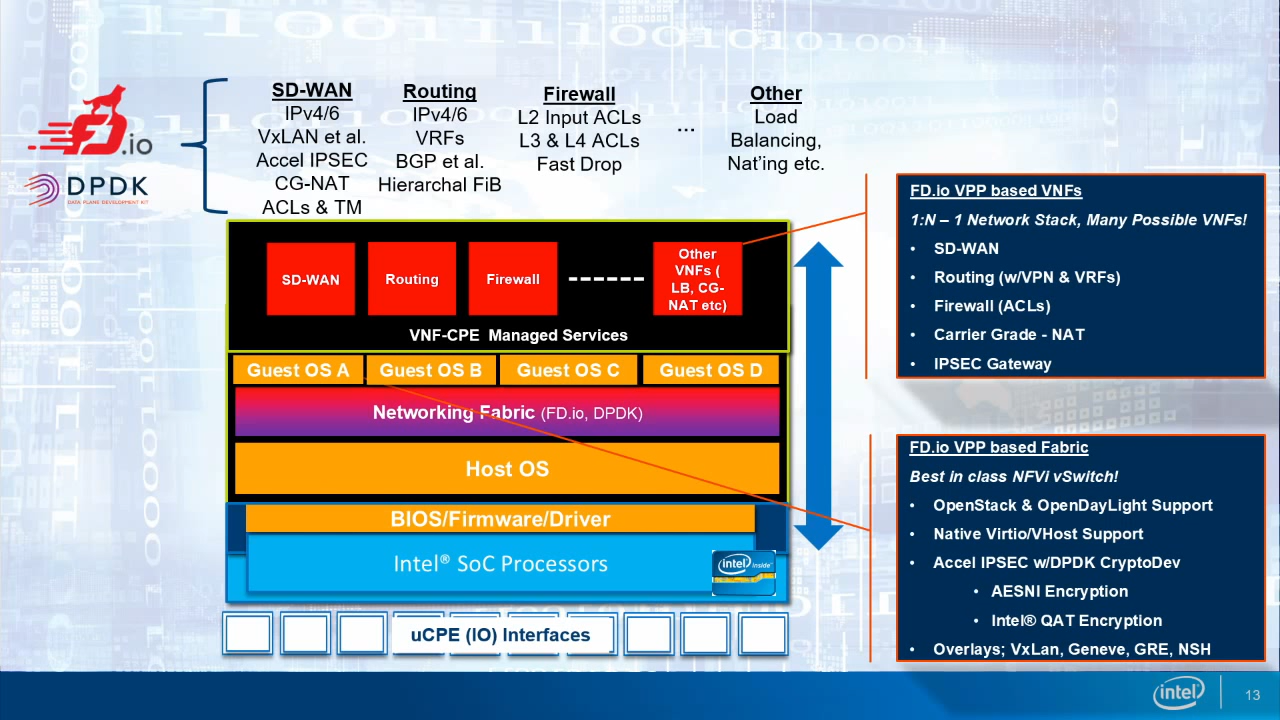 FD.io
DPDK
DATA PLANE DEVELOPMENT KIT
SD-WAN
IPv4/6
VxLAN et al.
Accel IPSEC
CG-NAT
ACLs & TM
Routing
IPv4/6
VRFs
BGP et al.
Hierarchal FiB
Firewall
L2 Input ACLs
L3 & L4 ACLs
Fast Drop
...
Other
Load
Balancing,
Nat’ing etc.
SD-WAN
Routing
Firewall
Other
VNFs (
LB, CG-
NAT etc)
VNF-CPE Managed Services
Guest OS A
Guest OS B
Guest OS C
Guest OS D
Networking Fabric (FD.io, DPDK)
Host OS
BIOS/Firmware/Driver
Intel® SoC Processors
intel inside™
uCPE (IO) Interfaces
FD.io VPP based VNFs
1:N – 1 Network Stack, Many Possible VNFs!
• SD-WAN
• Routing (w/VPN & VRFs)
• Firewall (ACLs)
• Carrier Grade - NAT
• IPSEC Gateway
FD.io VPP based Fabric
Best in class NFVi vSwitch!
• OpenStack & OpenDayLight Support
• Native Virtio/VHost Support
• Accel IPSEC w/DPDK CryptoDev
• AESNI Encryption
• Intel® QAT Encryption
• Overlays; VxLan, Geneve, GRE, NSH
intel
13